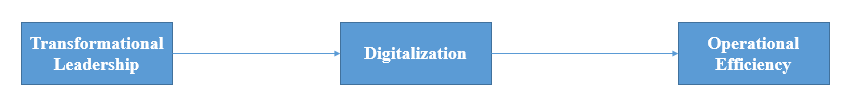 Transformational
Leadership
Digitalization
Operational
Efficiency